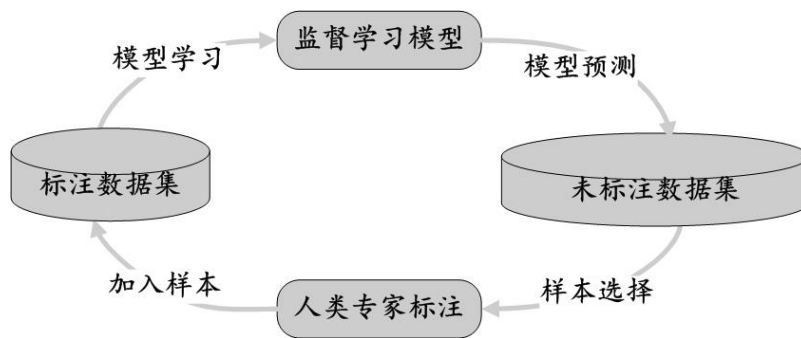 监督学习模型
模型学习
模型预测
标注数据集
未标注数据集
加入样本
人类专家标注
样本选择